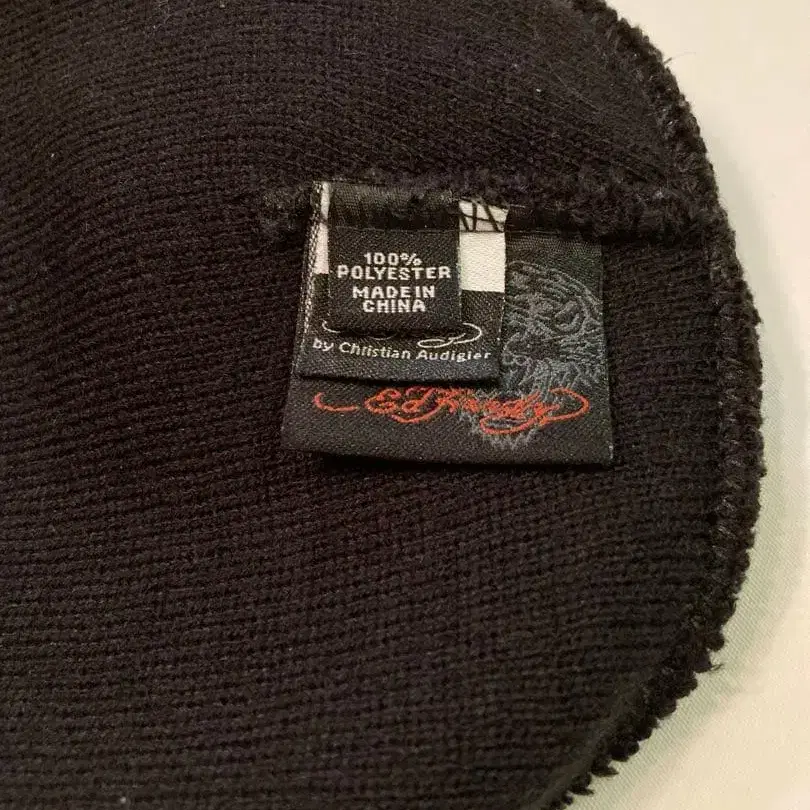 100%
POLYESTER
MADE IN
CHINA
by Christian Audigier
Ed Hardy